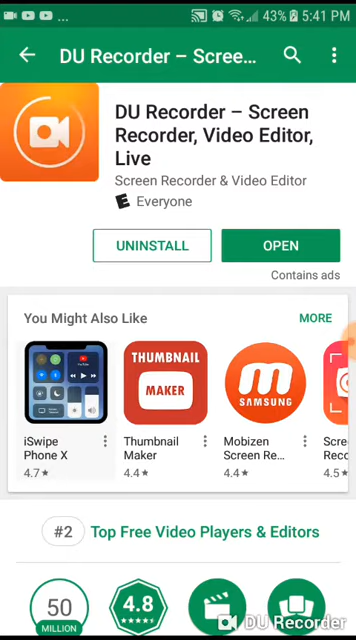 ... 43% 5:41 PM
DU Recorder – Scree...
DU Recorder – Screen
Recorder, Video Editor,
Live
Screen Recorder & Video Editor
E Everyone
UNINSTALL
OPEN
Contains ads
You Might Also Like
MORE
THUMBNAIL
MAKER
m
SAMSUNG
iSwipe
Phone X
4.7★
Thumbnail
Maker
4.4★
Mobizen
Screen Re...
4.4★
Scree
Reco
4.5★
#2 Top Free Video Players & Editors
50
MILLION
4.8
DU Recorder